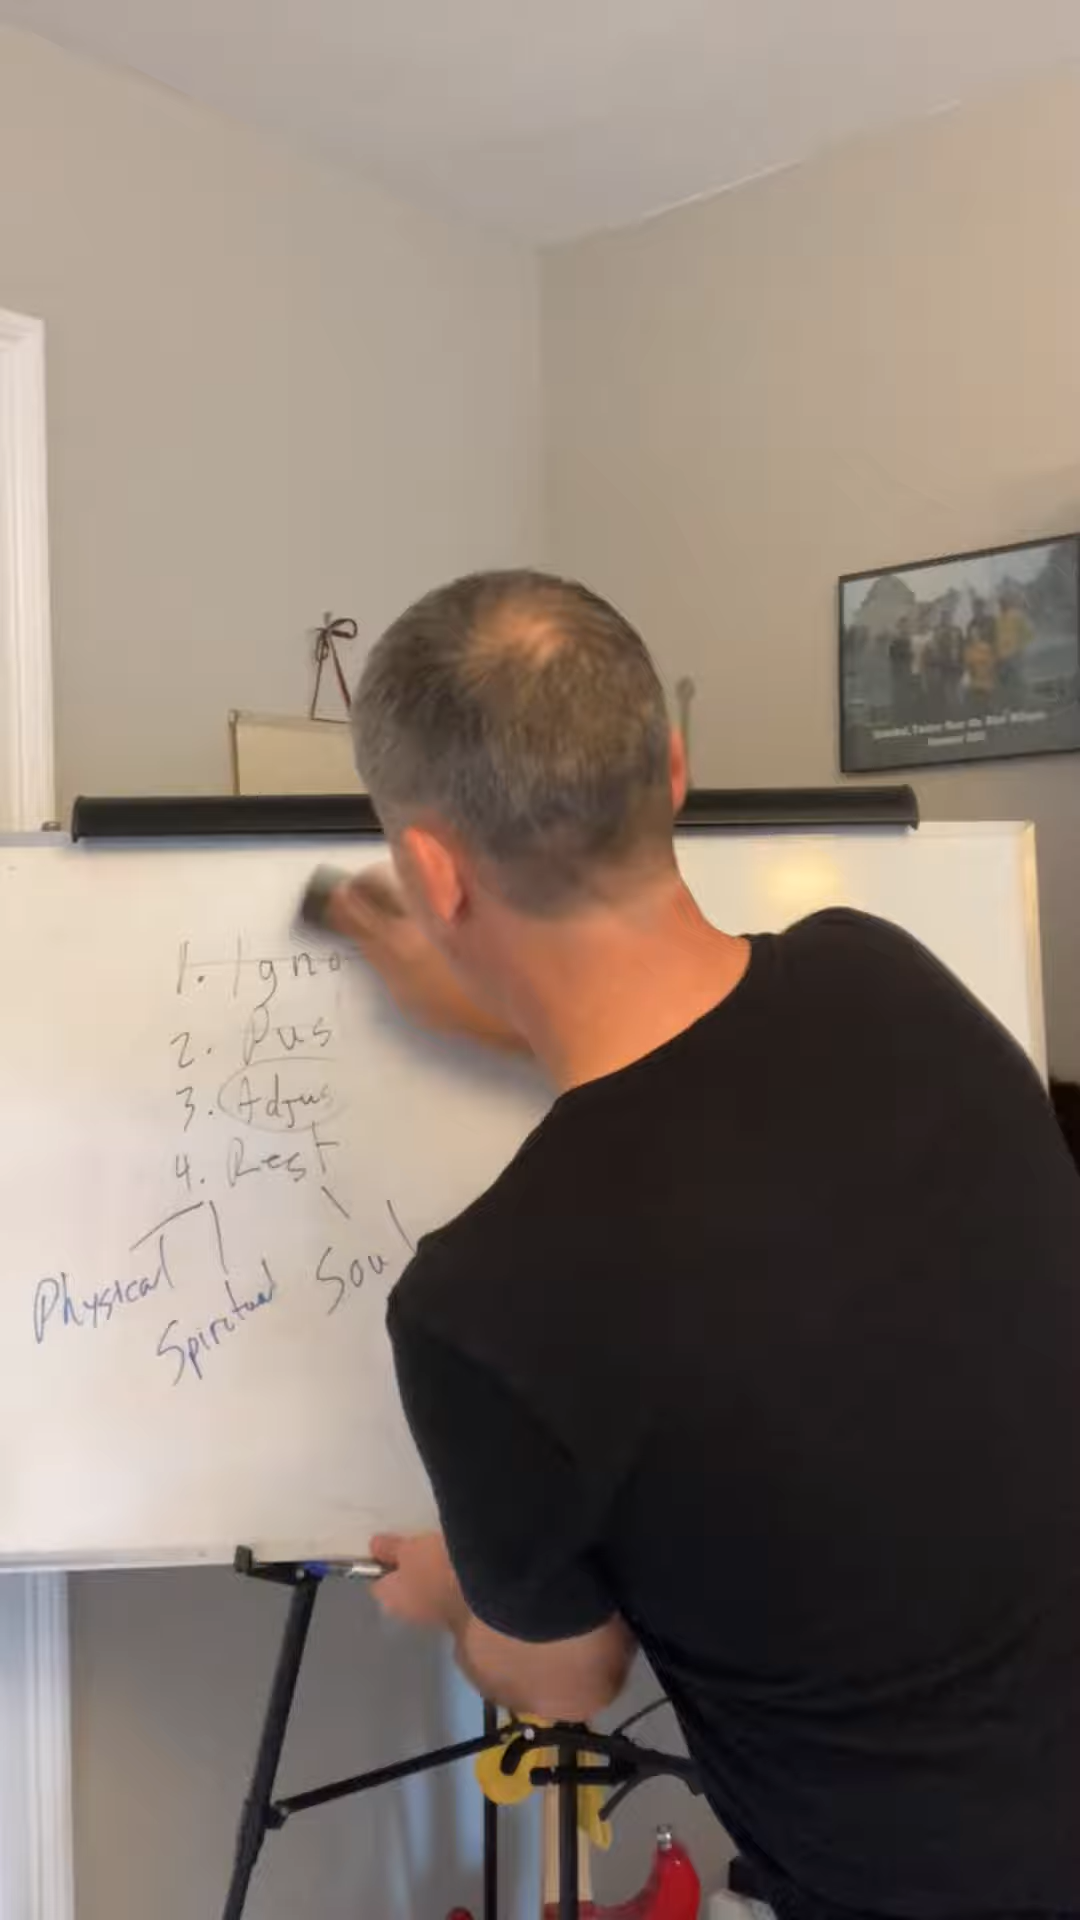 1. Igno
2. Pus
3. Adjus
4. Rest
Physical
Spiritual
Soul